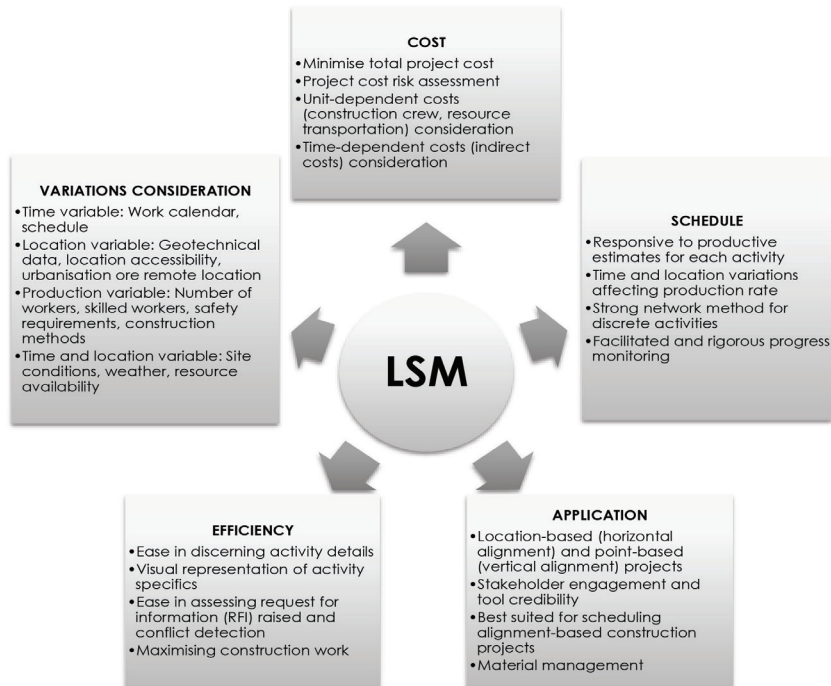 COST
•Minimise total project cost
•Project cost risk assessment
•Unit-dependent costs
(construction crew, resource
transportation) consideration
•Time-dependent costs (indirect
costs) consideration
VARIATIONS CONSIDERATION
•Time variable: Work calendar,
schedule
•Location variable: Geotechnical
data, location accessibility,
urbanisation ore remote location
•Production variable: Number of
workers, skilled workers, safety
requirements, construction
methods
•Time and location variable: Site
conditions, weather, resource
availability
SCHEDULE
•Responsive to productive
estimates for each activity
•Time and location variations
affecting production rate
•Strong network method for
discrete activities
•Facilitated and rigorous progress
monitoring
LSM
EFFICIENCY
•Ease in discerning activity details
•Visual representation of activity
specifics
•Ease in assessing request for
information (RFI) raised and
conflict detection
•Maximising construction work
APPLICATION
•Location-based (horizontal
alignment) and point-based
(vertical alignment) projects
•Stakeholder engagement and
tool credibility
•Best suited for scheduling
alignment-based construction
projects
•Material management